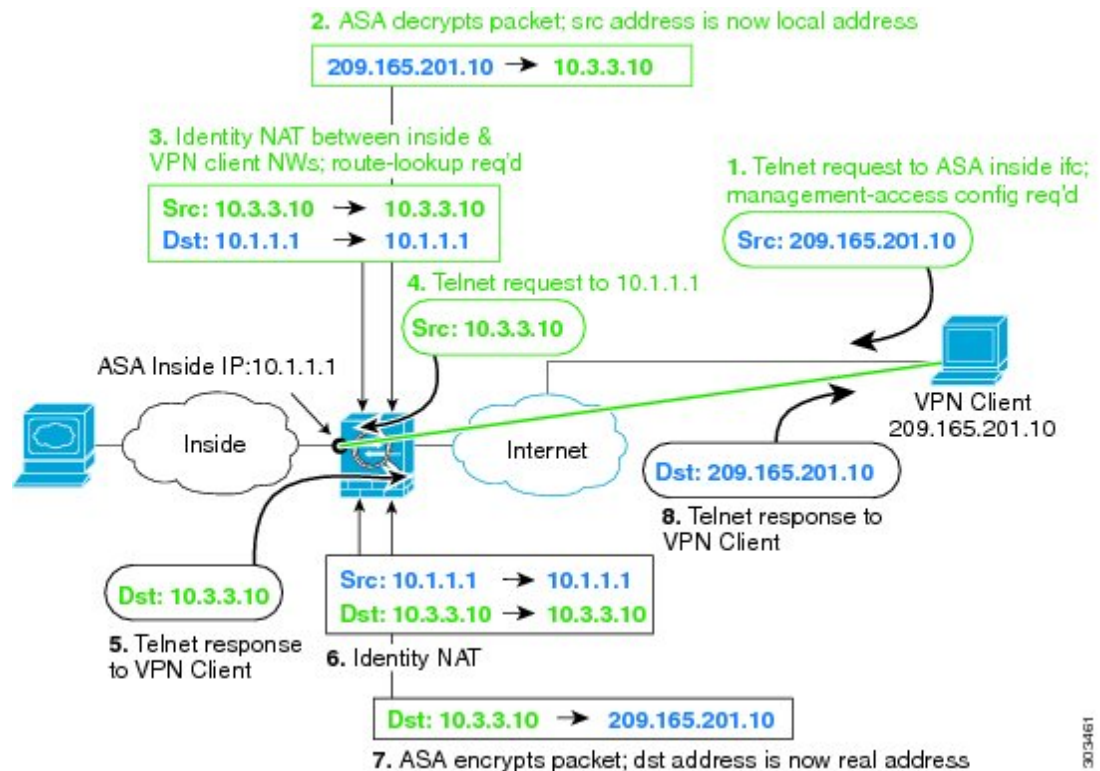 2. ASA decrypts packet; src address is now local address
209.165.201.10 → 10.3.3.10
3. Identity NAT between inside &
VPN client NWs; route-lookup req'd
Src: 10.3.3.10 → 10.3.3.10
Dst: 10.1.1.1 → 10.1.1.1
1. Telnet request to ASA inside ifc;
management-access config req'd
Src: 209.165.201.10
4. Telnet request to 10.1.1.1
Src: 10.3.3.10
ASA Inside IP:10.1.1.1
Inside
Internet
VPN Client
209.165.201.10
Dst: 209.165.201.10
8. Telnet response to
VPN Client
Dst: 10.3.3.10
5. Telnet response
to VPN Client
Src: 10.1.1.1 → 10.1.1.1
Dst: 10.3.3.10 → 10.3.3.10
6. Identity NAT
Dst: 10.3.3.10 → 209.165.201.10
7. ASA encrypts packet; dst address is now real address
303461